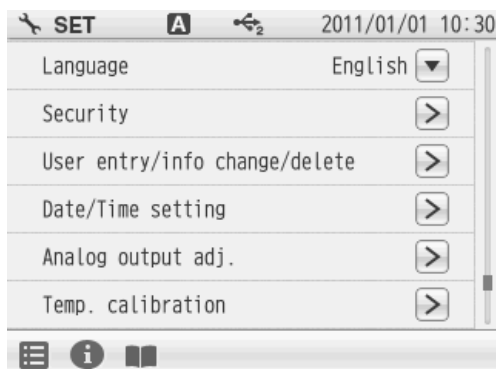 SET A 2 2011/01/01 10:30
Language English
Security
User entry/info change/delete
Date/Time setting
Analog output adj.
Temp. calibration